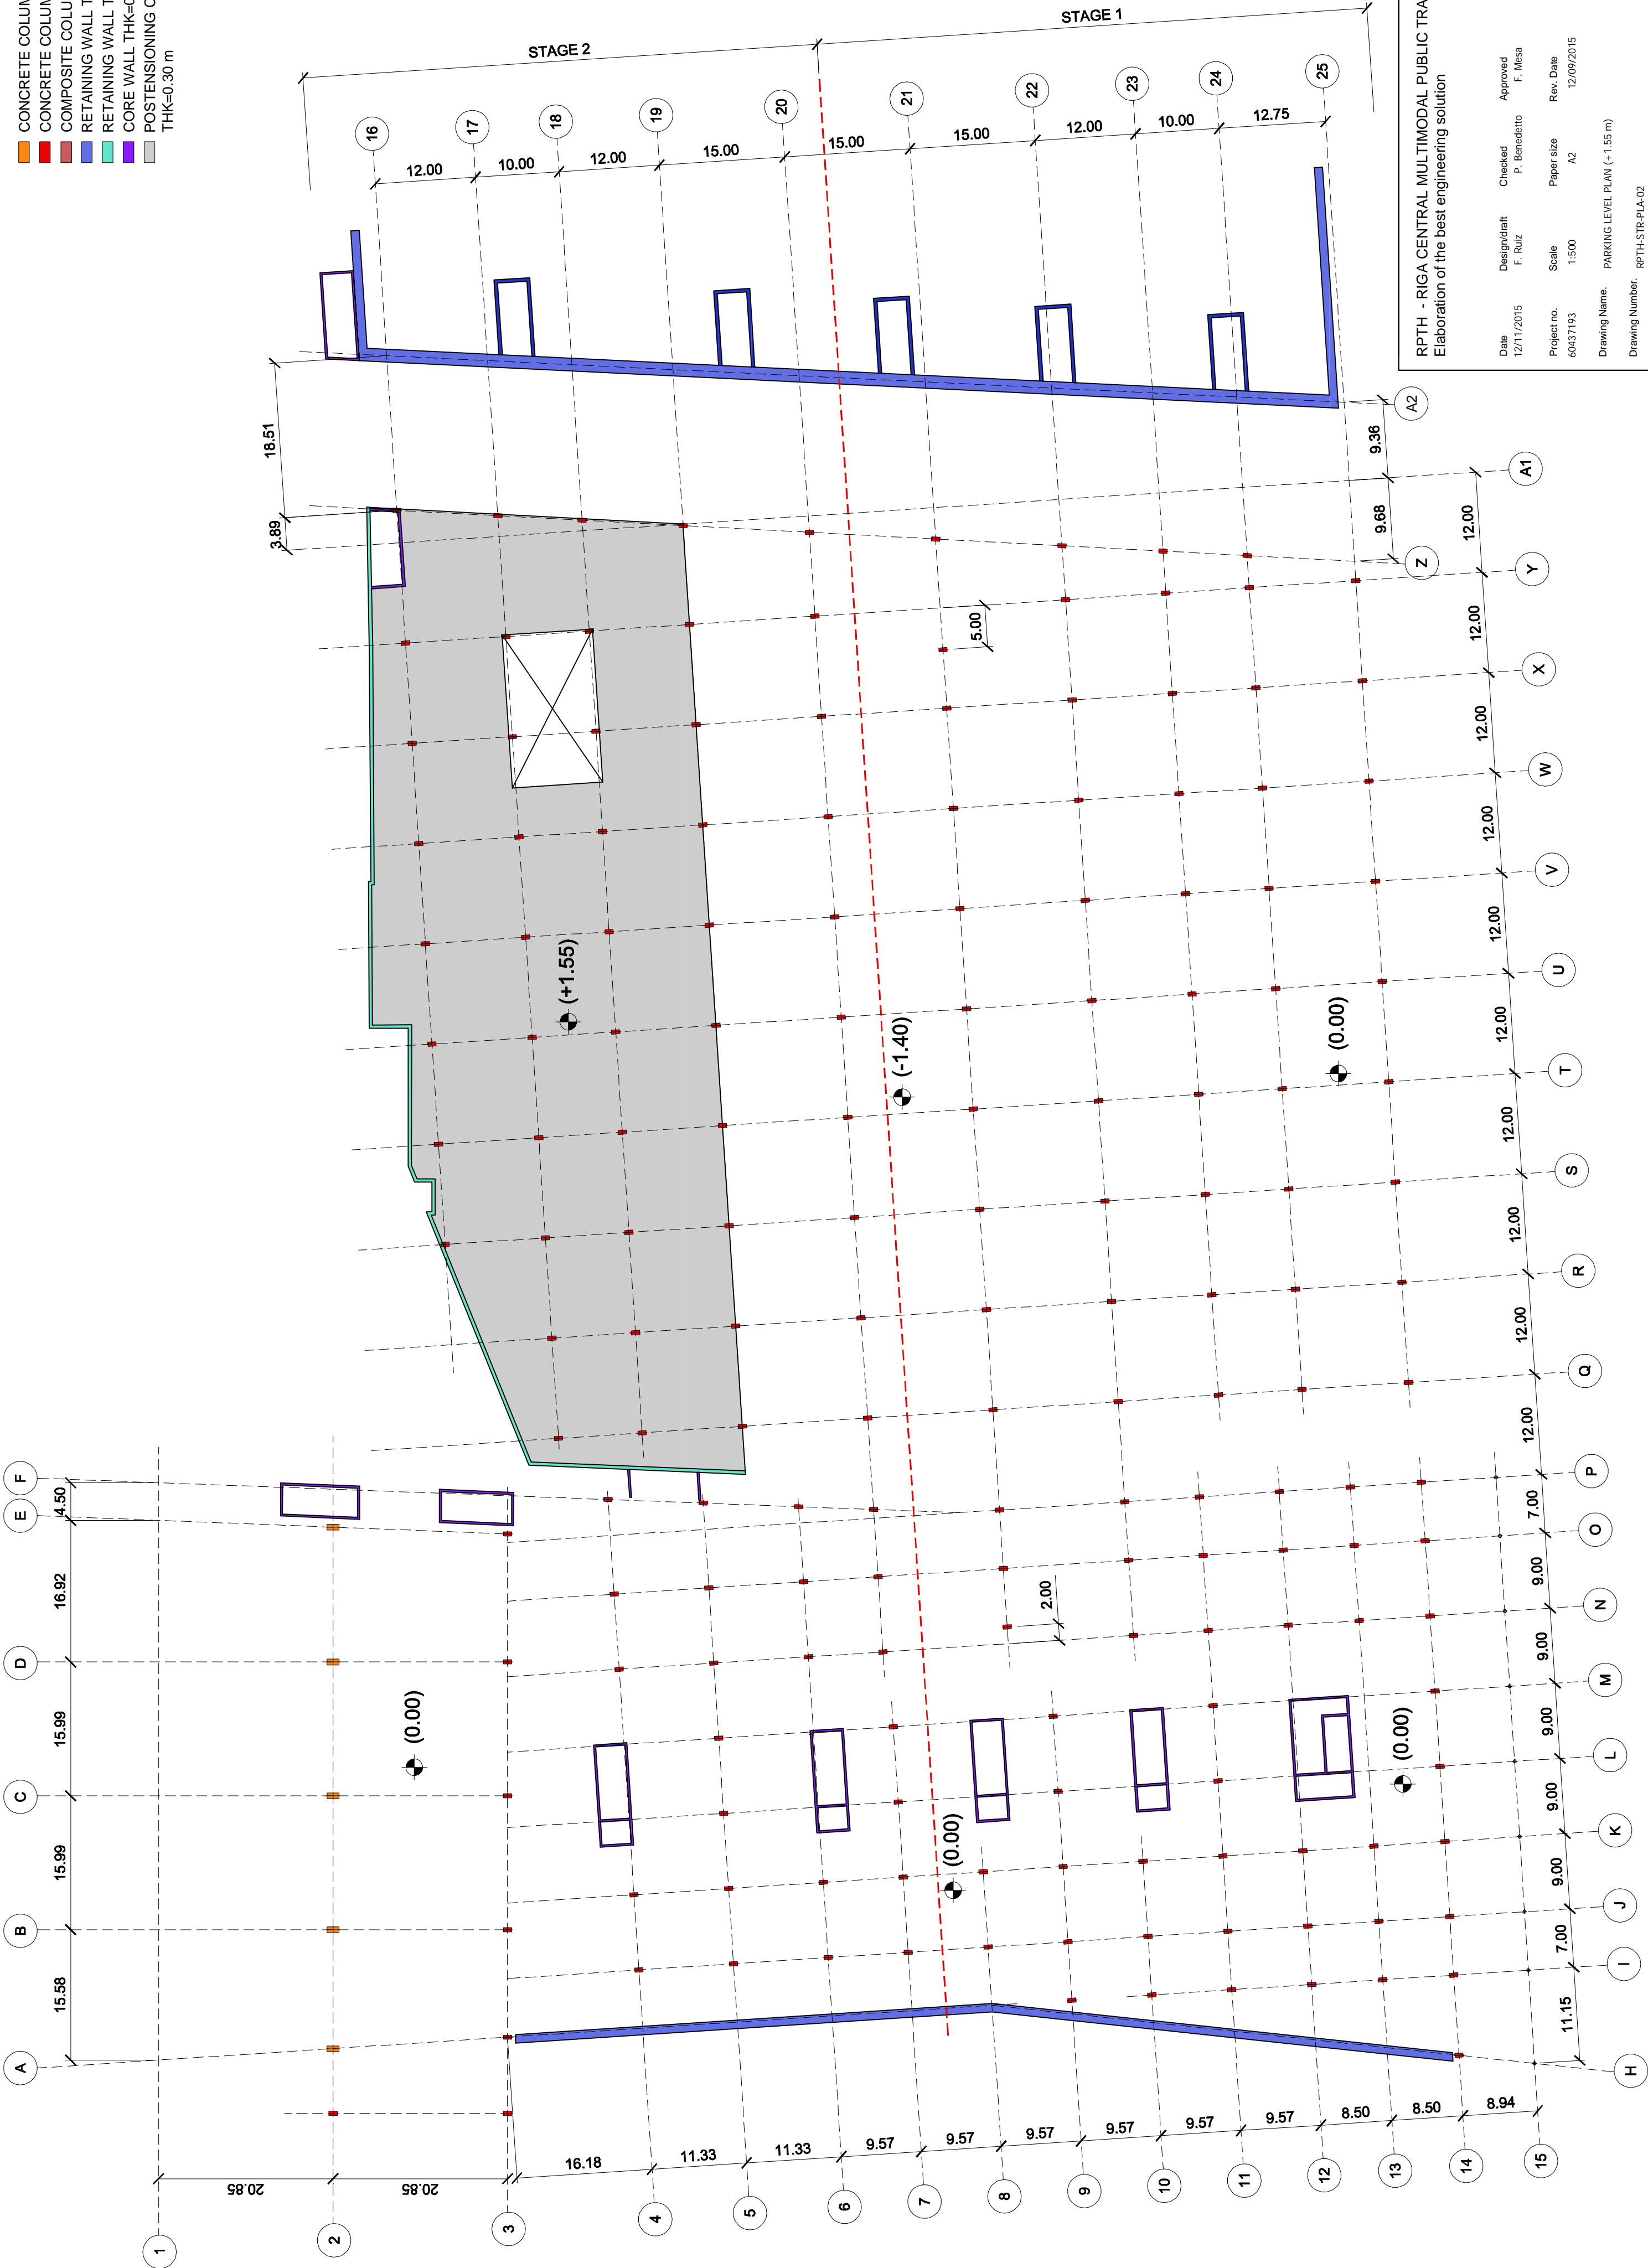 CONCRETE COLUM
CONCRETE COLUM
COMPOSITE COLU
RETAINING WALL T
RETAINING WALL T
CORE WALL THK=0
POSTENSIONING C
THK=0.30 m
STAGE 2
STAGE 1
16
17
18
19
20
21
22
23
24
25
12.00
10.00
12.00
15.00
15.00
15.00
12.00
10.00
12.75
18.51
3.89
9.36
9.68
A2
A1
Z
Y
X
W
V
U
T
S
R
Q
P
O
N
M
L
K
J
I
H
12.00
12.00
12.00
12.00
12.00
12.00
12.00
12.00
12.00
12.00
7.00
9.00
9.00
9.00
9.00
9.00
7.00
11.15
5.00
2.00
(+1.55)
(-1.40)
(0.00)
(0.00)
(0.00)
(0.00)
F
E
D
C
B
A
4.50
16.92
15.99
15.99
15.58
20.85
20.85
16.18
11.33
11.33
9.57
9.57
9.57
9.57
9.57
9.57
8.50
8.50
8.94
1
2
3
4
5
6
7
8
9
10
11
12
13
14
15
RPTH - RIGA CENTRAL MULTIMODAL PUBLIC TRA
Elaboration of the best engineering solution
Date Design/draft Checked Approved
12/11/2015 F. Ruiz P. Benedetto F. Mesa
Project no. Scale Paper size Rev. Date
60437193 1:500 A2 12/09/2015
Drawing Name. PARKING LEVEL PLAN (+1.55 m)
Drawing Number. RPTH-STR-PLA-02